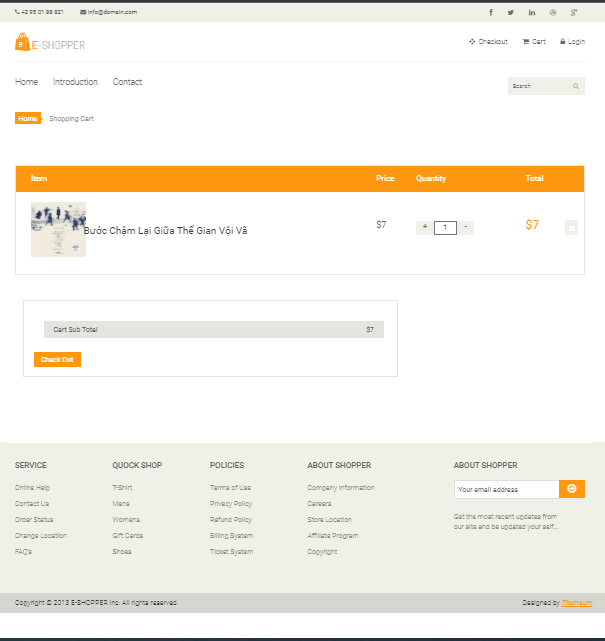 +2 95 01 88 821 info@domain.com
E-SHOPPER
Checkout Cart Login
Home Introduction Contact
Search
Home Shopping Cart
Item Price Quantity Total
Bước Chậm Lại Giữa Thế Gian Vội Vã $7 + 1 - $7
Cart Sub Total $7
Check Out
SERVICE QUOCK SHOP POLICIES ABOUT SHOPPER ABOUT SHOPPER
Online Help T-Shirt Terms of Use Company Information Your email address
Contact Us Mens Privacy Policy Careers
Order Status Womens Refund Policy Store Location Get the most recent updates from
our site and be updated your self...
Change Location Gift Cards Billing System Affiliate Program
FAQ's Shoes Ticket System Copyright
Copyright © 2013 E-SHOPPER Inc. All rights reserved. Designed by Themeum